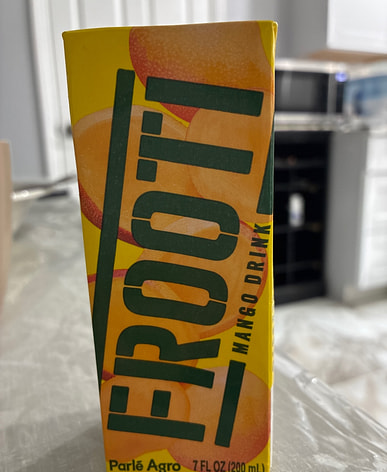 FROOTI
MANGO DRINK
Parlé Agro 7 FL OZ (200 mL)